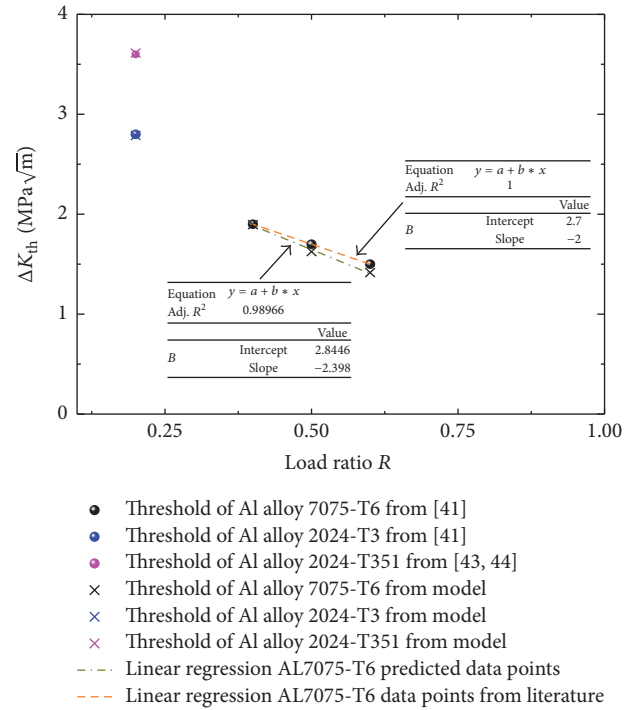 4
3
2
1
0
ΔK_th (MPa√m)
Equation y = a + b ∗ x
Adj. R² 1
Value
B Intercept 2.7
Slope −2
Equation y = a + b ∗ x
Adj. R² 0.98966
Value
B Intercept 2.8446
Slope −2.398
0.25 0.50 0.75 1.00
Load ratio R
Threshold of Al alloy 7075-T6 from [41]
Threshold of Al alloy 2024-T3 from [41]
Threshold of Al alloy 2024-T351 from [43, 44]
Threshold of Al alloy 7075-T6 from model
Threshold of Al alloy 2024-T3 from model
Threshold of Al alloy 2024-T351 from model
Linear regression AL7075-T6 predicted data points
Linear regression AL7075-T6 data points from literature